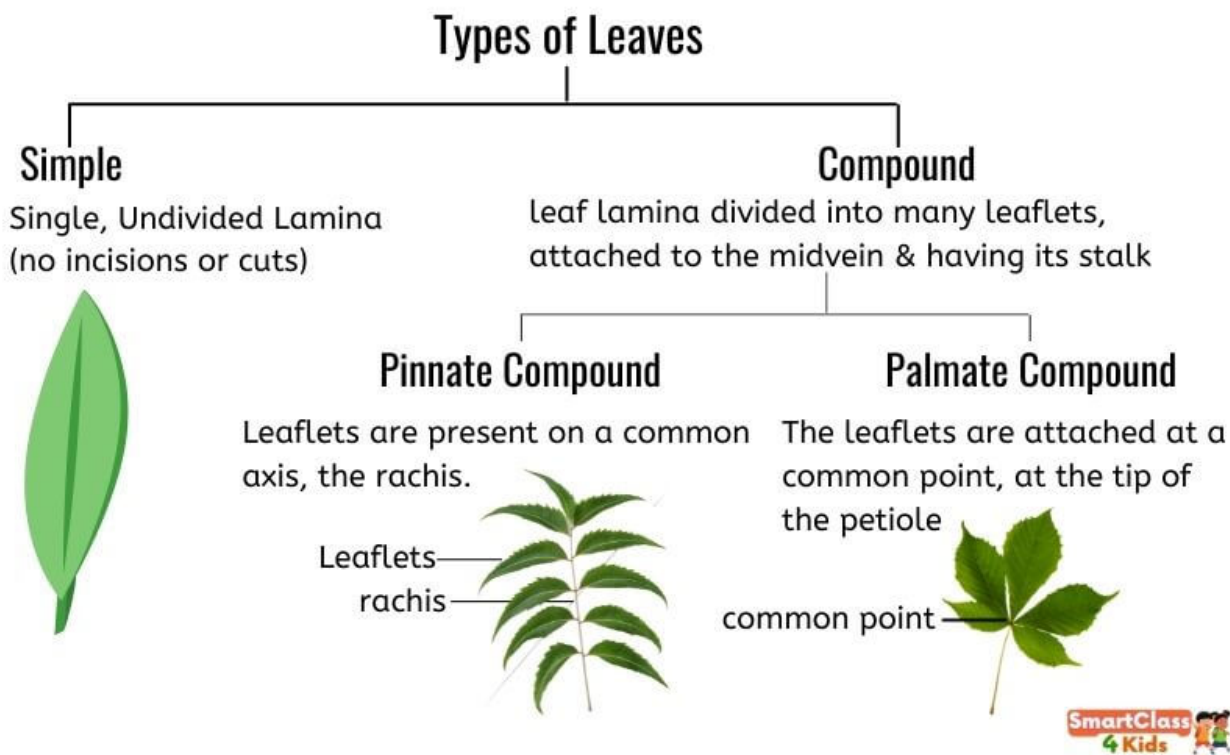 Types of Leaves
Simple
Single, Undivided Lamina
(no incisions or cuts)
Compound
leaf lamina divided into many leaflets,
attached to the midvein & having its stalk
Pinnate Compound
Leaflets are present on a common
axis, the rachis.
Leaflets
rachis
Palmate Compound
The leaflets are attached at a
common point, at the tip of
the petiole
common point
SmartClass
4 Kids